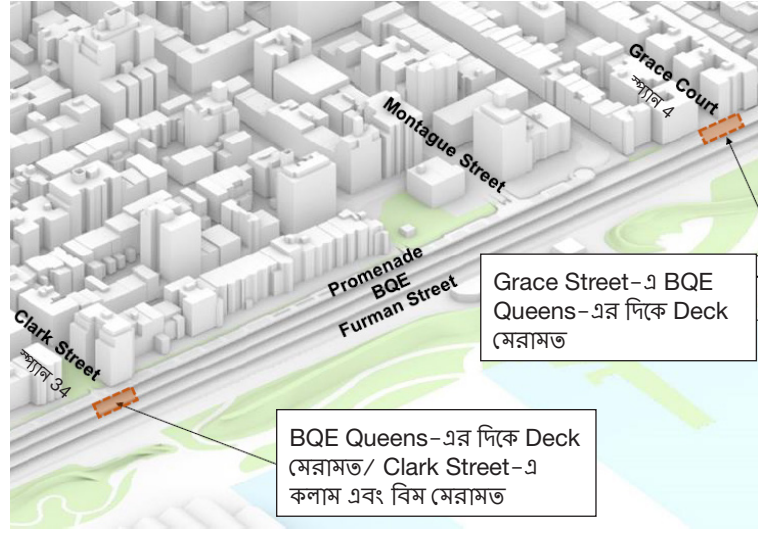 Grace Court
স্প্যান 4
Montague Street
Promenade
BQE
Furman Street
Grace Street-এ BQE
Queens-এর দিকে Deck
মেরামত
Clark Street
স্প্যান 34
BQE Queens-এর দিকে Deck
মেরামত/ Clark Street-এ
কলাম এবং বিম মেরামত